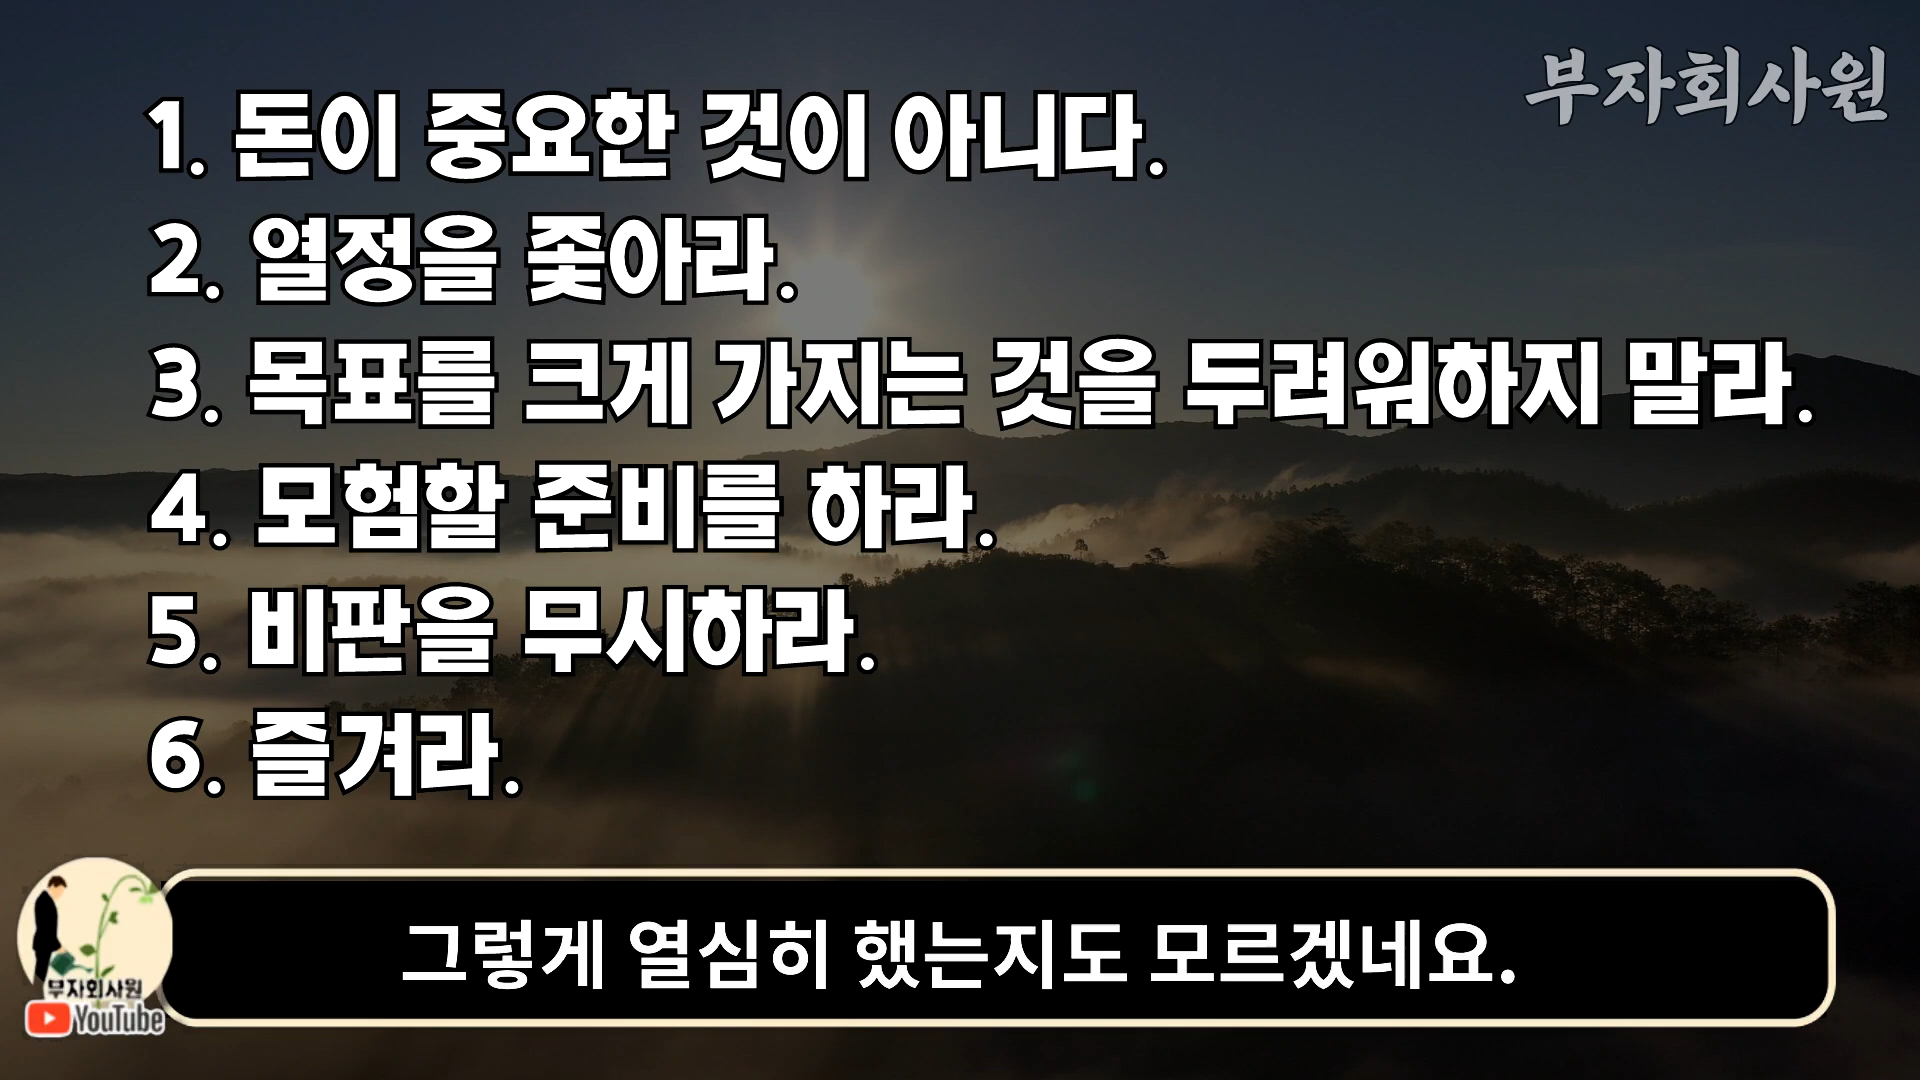 부자회사원
1. 돈이 중요한 것이 아니다.
2. 열정을 좇아라.
3. 목표를 크게 가지는 것을 두려워하지 말라.
4. 모험할 준비를 하라.
5. 비판을 무시하라.
6. 즐겨라.
그렇게 열심히 했는지도 모르겠네요.
부자회사원
YouTube